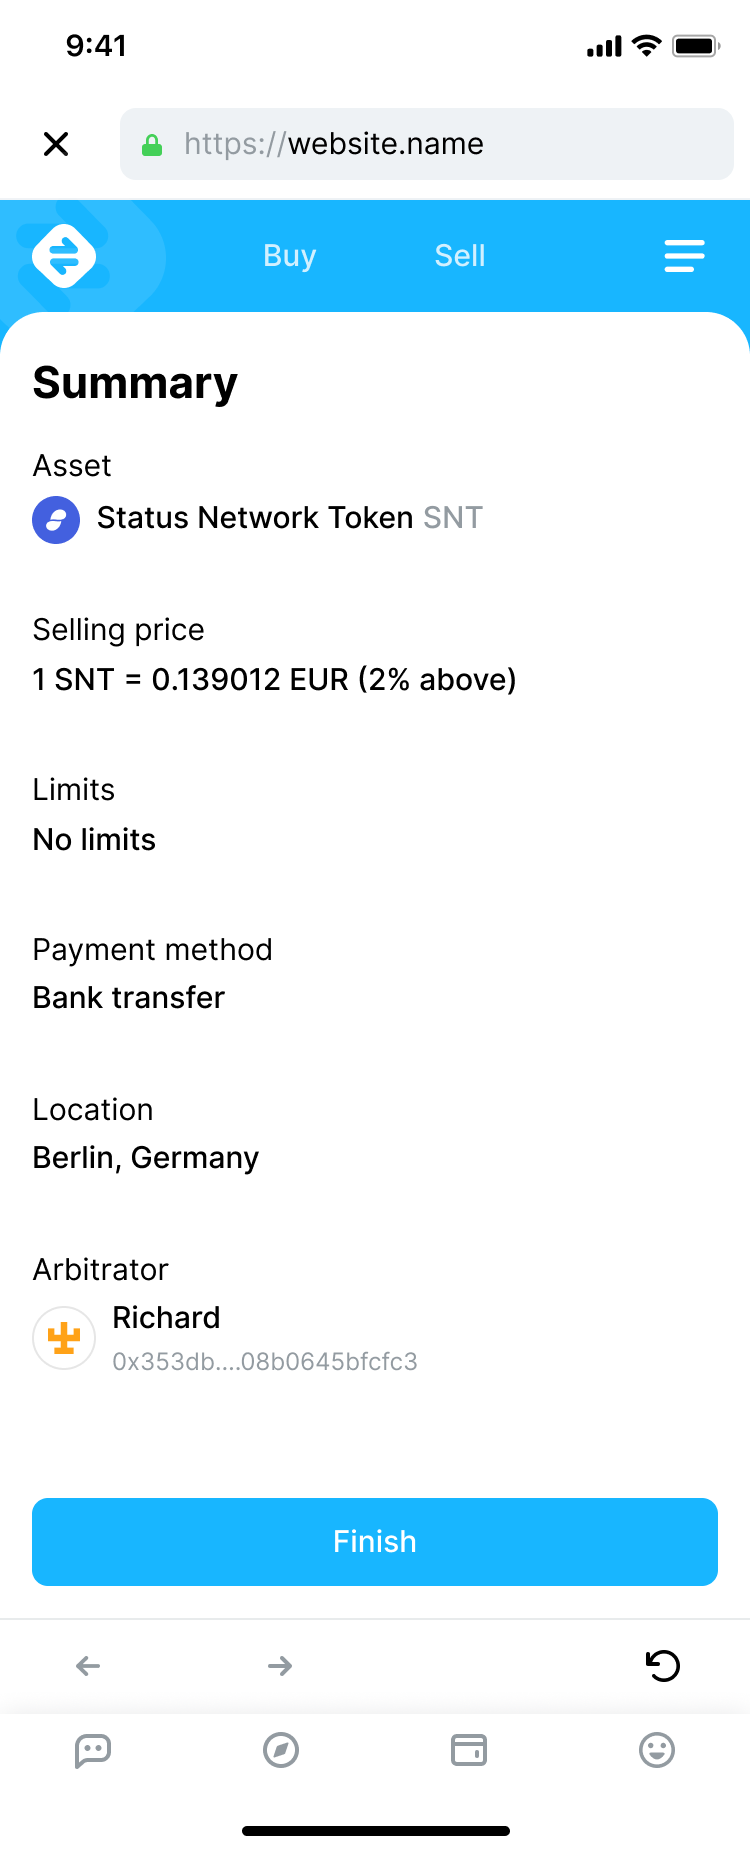 9:41
https://website.name
Buy Sell
Summary
Asset
Status Network Token SNT
Selling price
1 SNT = 0.139012 EUR (2% above)
Limits
No limits
Payment method
Bank transfer
Location
Berlin, Germany
Arbitrator
Richard
0x353db....08b0645bfcfc3
Finish